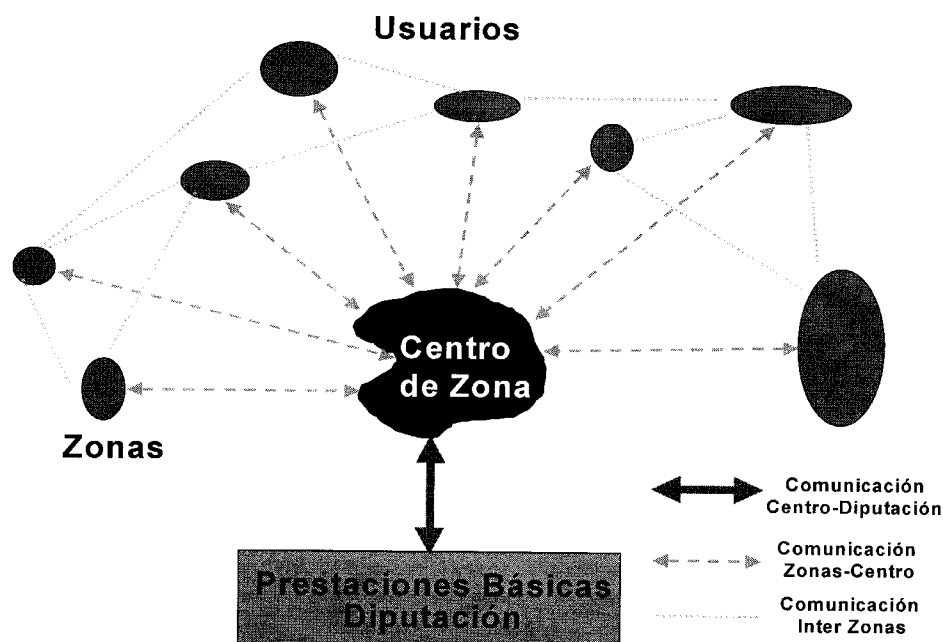 Usuarios
Centro
de Zona
Zonas
Prestaciones Básicas
Diputación
Comunicación
Centro-Diputación
Comunicación
Zonas-Centro
Comunicación
Inter Zonas